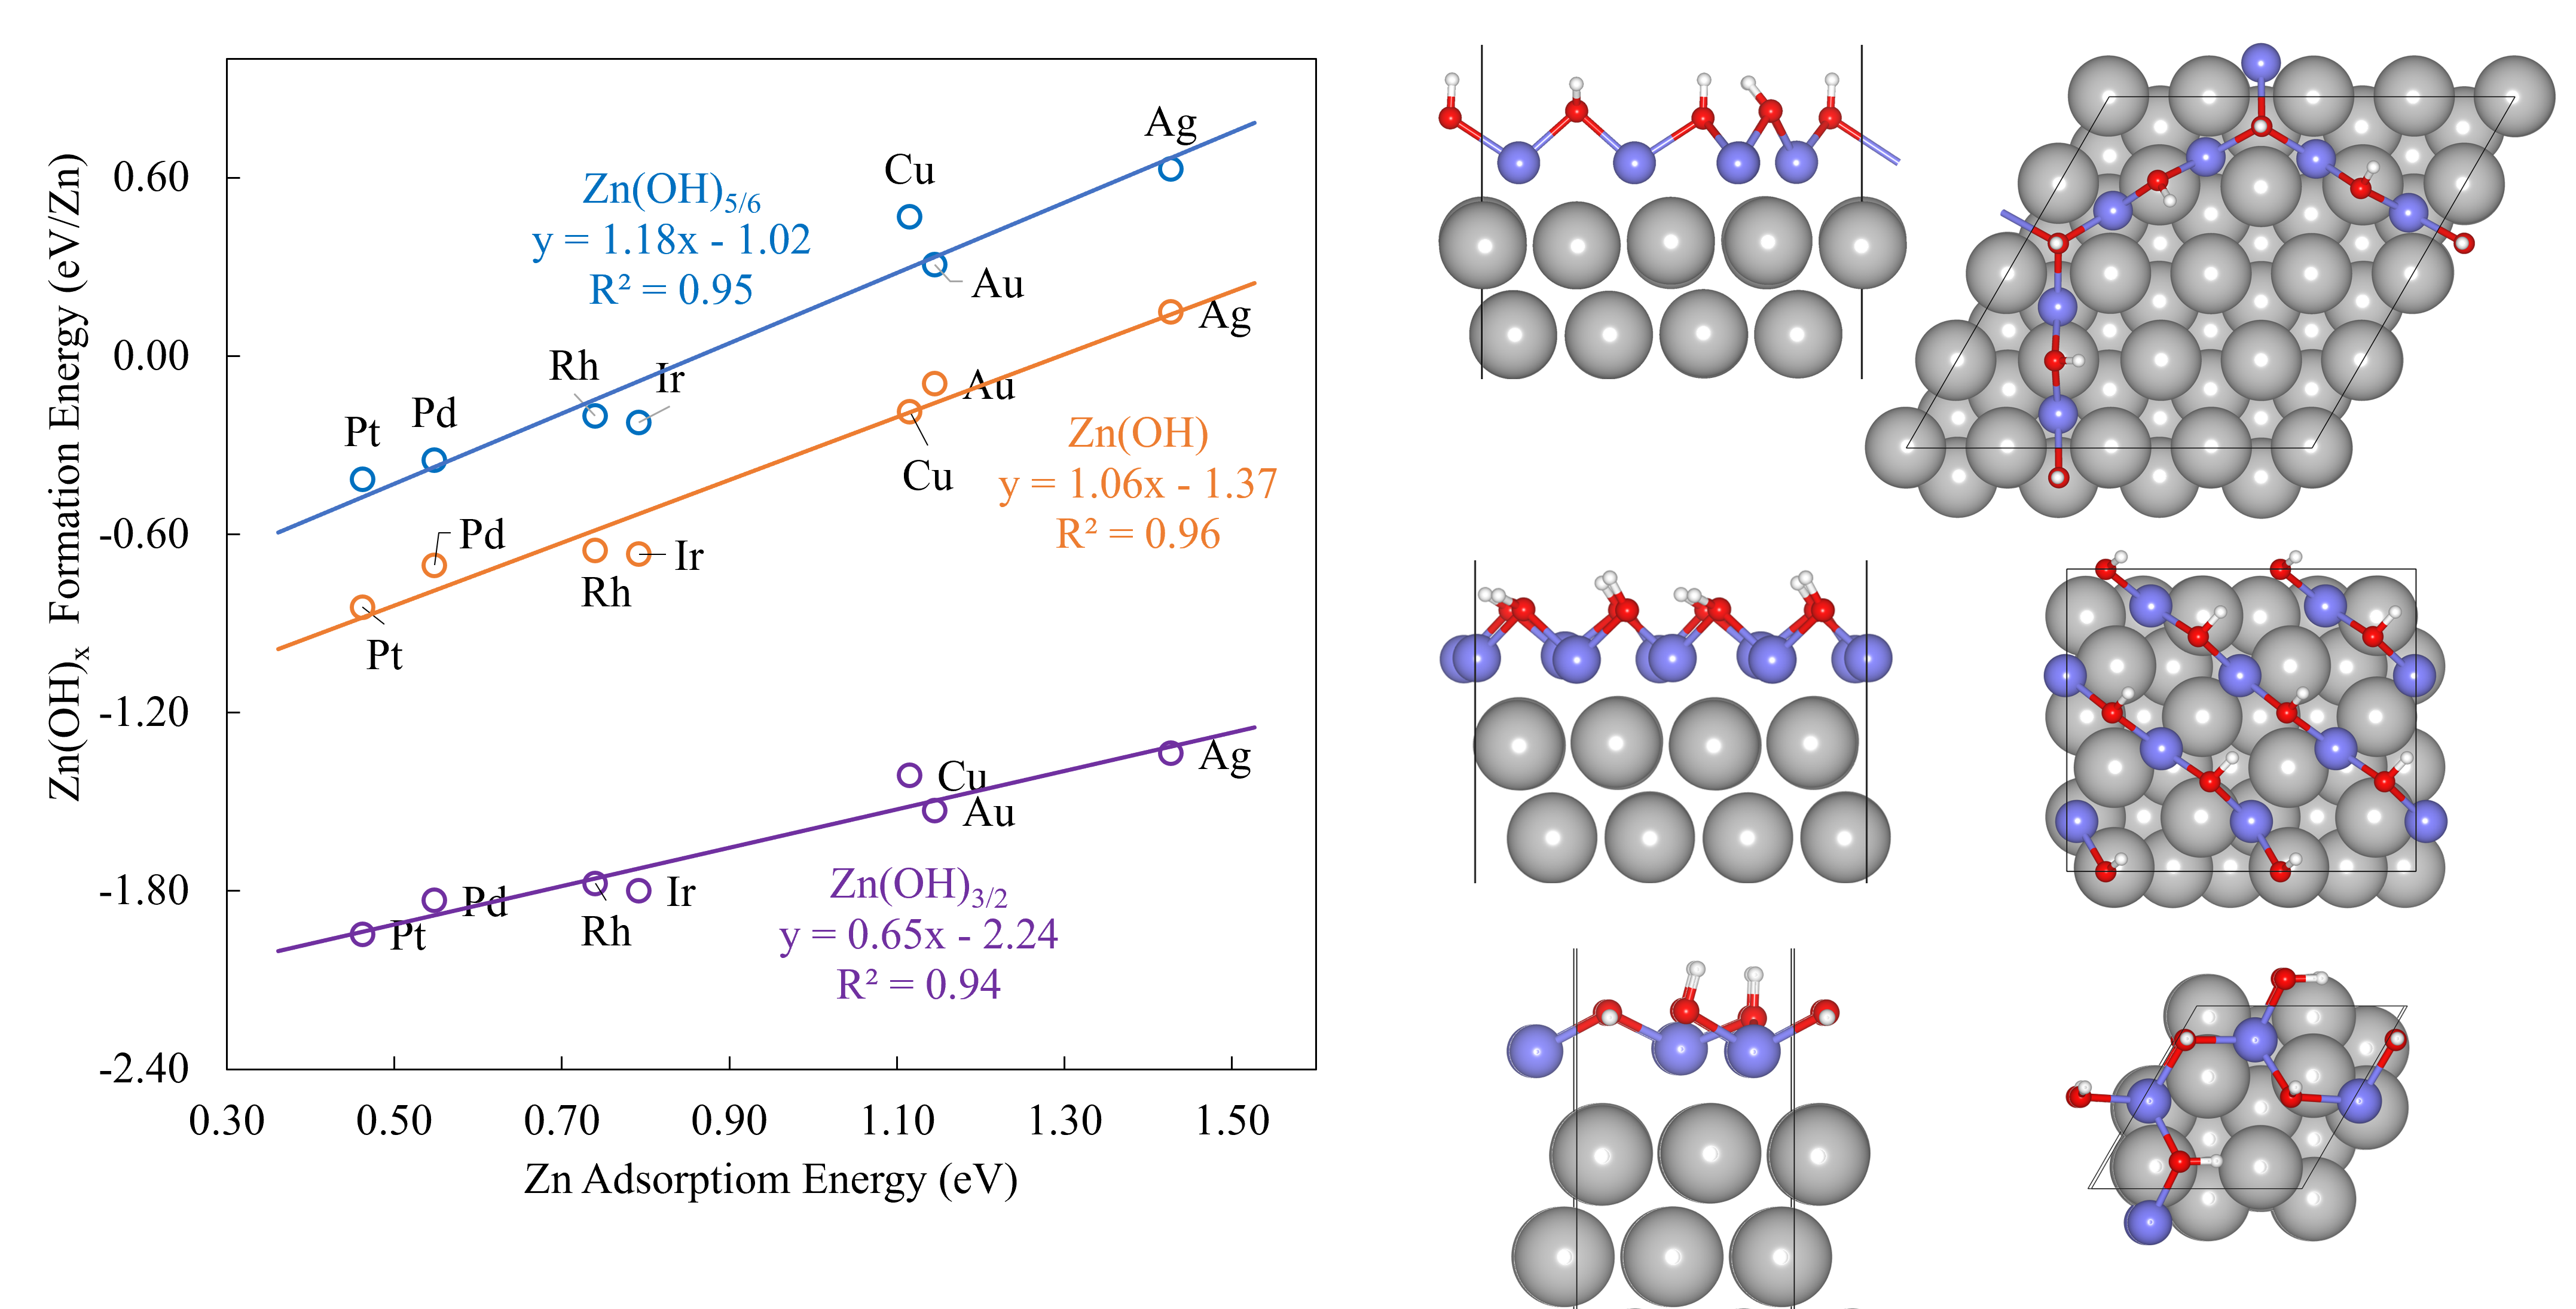 Zn(OH)x Formation Energy (eV/Zn)
0.60
0.00
-0.60
-1.20
-1.80
-2.40
0.30 0.50 0.70 0.90 1.10 1.30 1.50
Zn Adsorptiom Energy (eV)
Zn(OH)5/6
y = 1.18x - 1.02
R² = 0.95
Pt
Pd
Rh
Ir
Cu
Au
Ag
Zn(OH)
y = 1.06x - 1.37
R² = 0.96
Pt
Pd
Rh
Ir
Cu
Au
Ag
Zn(OH)3/2
y = 0.65x - 2.24
R² = 0.94
Pt
Pd
Rh
Ir
Cu
Au
Ag